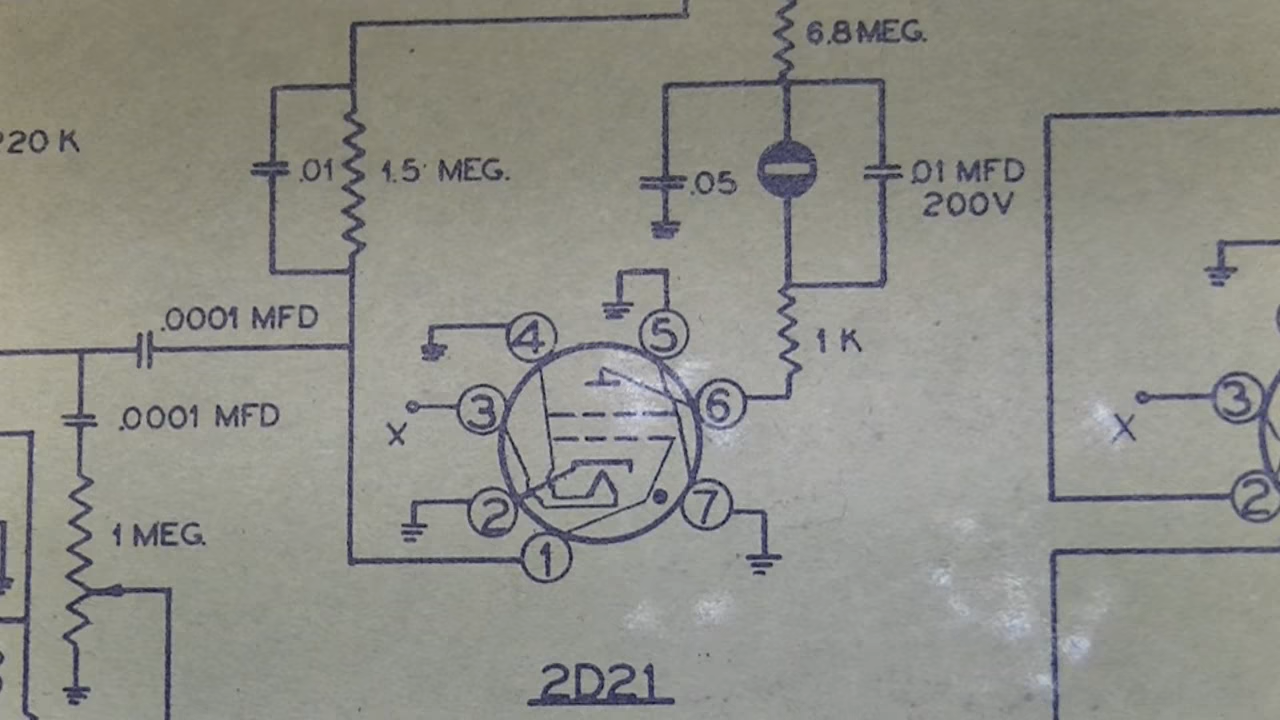 6.8 MEG.
20 K
.01
1.5 MEG.
.05
.01 MFD
200V
.0001 MFD
1 K
.0001 MFD
4
5
3
6
X
2
7
1
1 MEG.
3
X
2
2D21